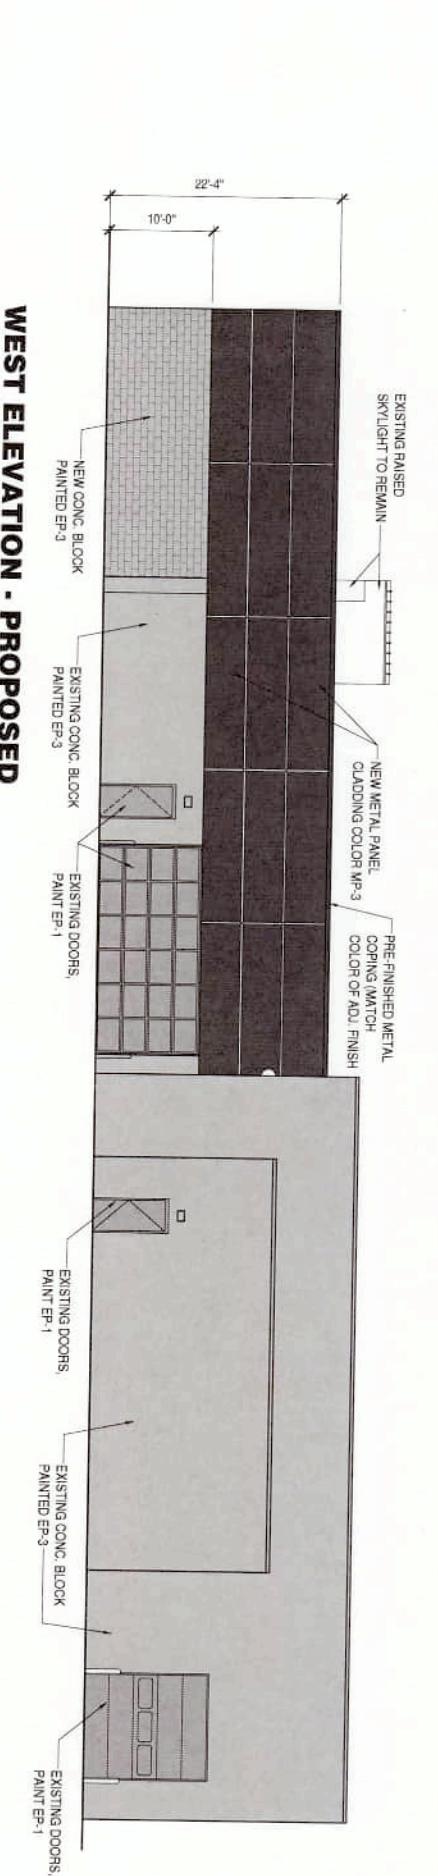 22'-4"
10'-0"
EXISTING RAISED
SKYLIGHT TO REMAIN
NEW METAL PANEL
CLADDING COLOR MP-3
PRE-FINISHED METAL
COPING (MATCH
COLOR OF ADJ. FINISH
NEW CONC. BLOCK
PAINTED EP-3
EXISTING CONC. BLOCK
PAINTED EP-3
EXISTING DOORS,
PAINT EP-1
EXISTING DOORS,
PAINT EP-1
EXISTING CONC. BLOCK
PAINTED EP-3
EXISTING DOORS,
PAINT EP-1
WEST ELEVATION - PROPOSED